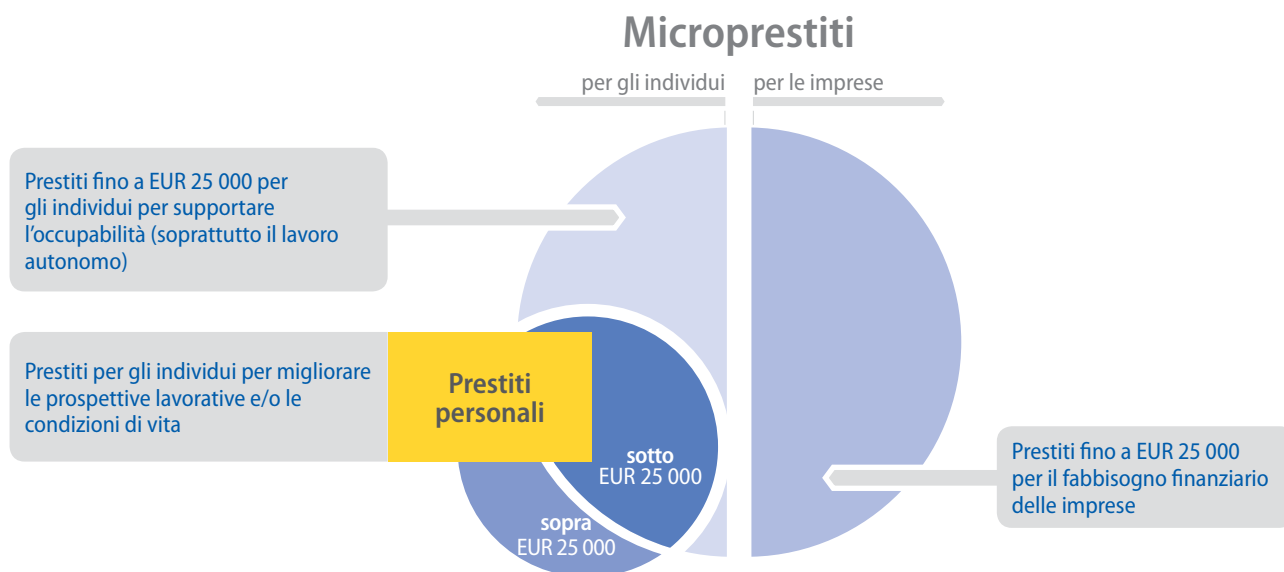 Microprestiti
per gli individui
per le imprese
Prestiti fino a EUR 25 000 per
gli individui per supportare
l'occupabilità (soprattutto il lavoro
autonomo)
Prestiti per gli individui per migliorare
le prospettive lavorative e/o le
condizioni di vita
Prestiti
personali
sotto
EUR 25 000
sopra
EUR 25 000
Prestiti fino a EUR 25 000
per il fabbisogno finanziario
delle imprese